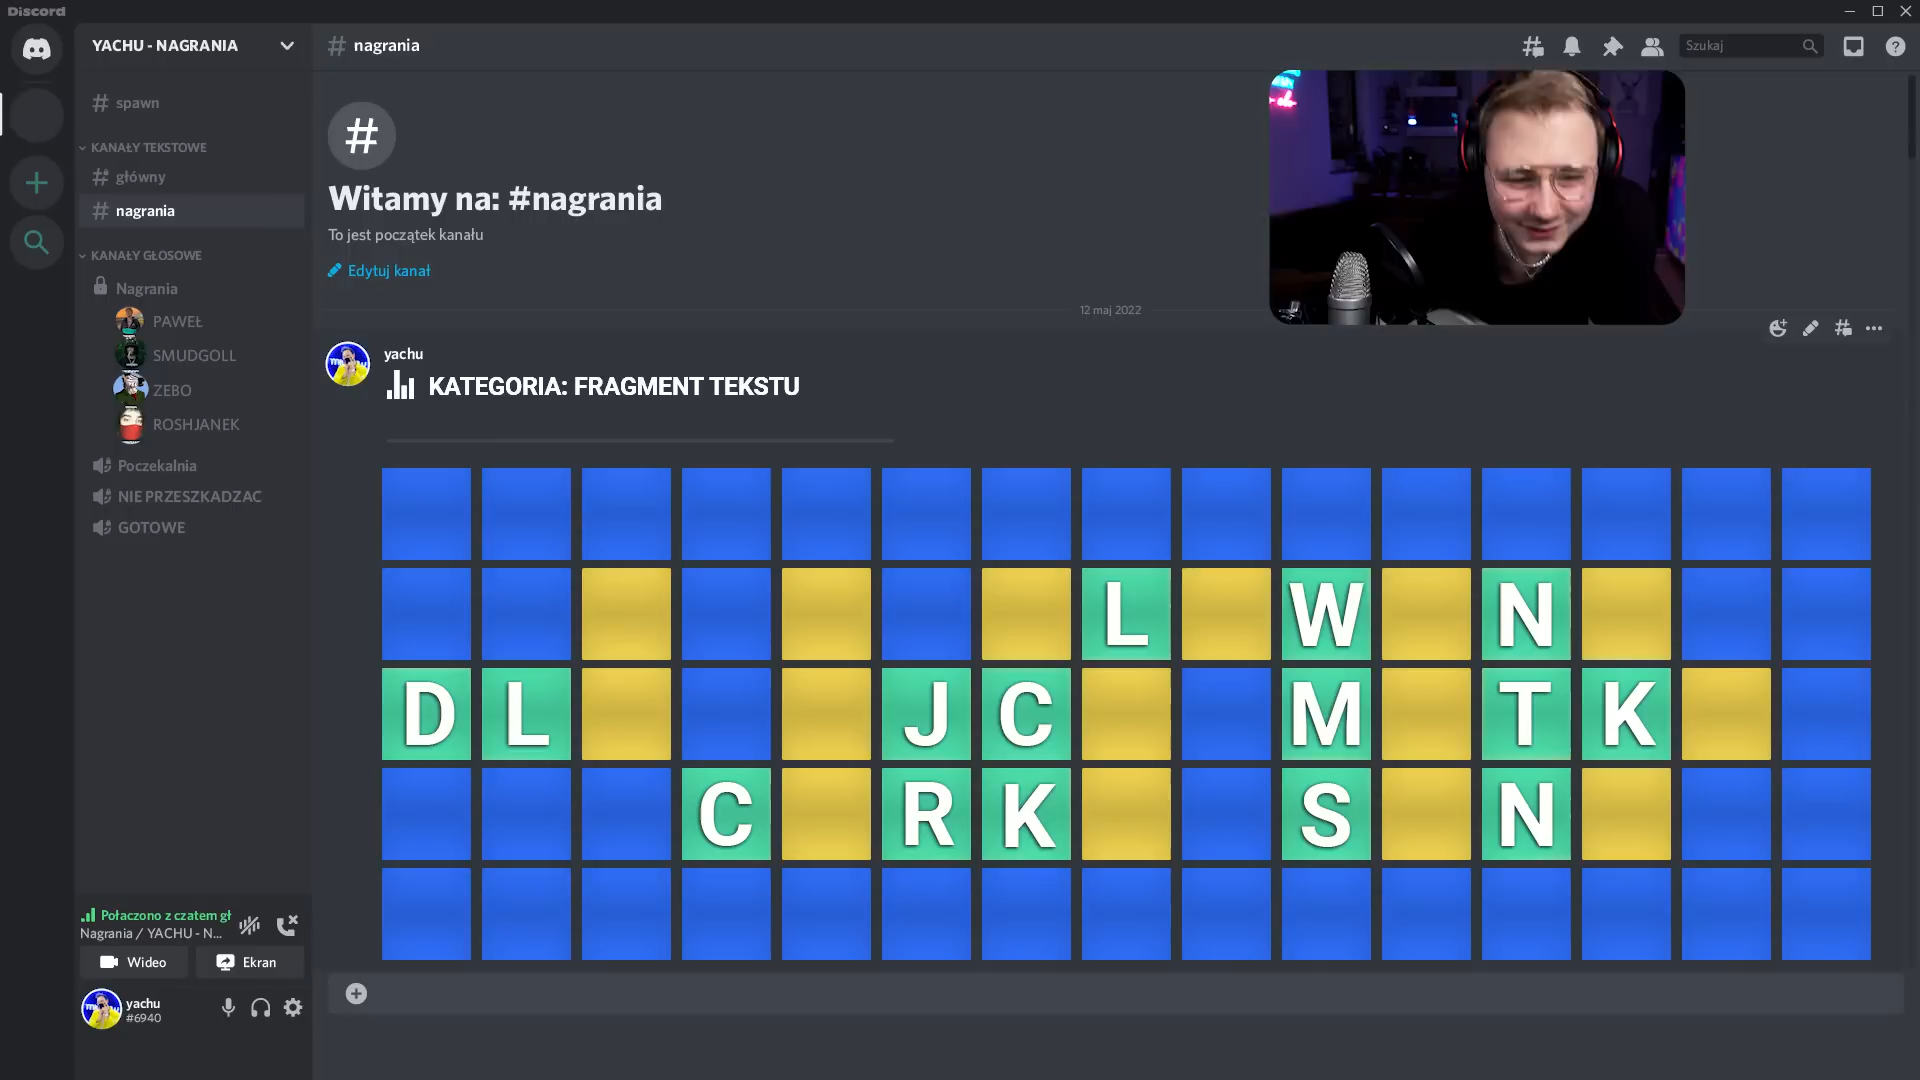 Discord
YACHU - NAGRANIA
nagrania
Szukaj
spawn
KANAŁY TEKSTOWE
główny
nagrania
KANAŁY GŁOSOWE
Nagrania
PAWEŁ
SMUDGOLL
ZEBO
ROSHJANEK
Poczekalnia
NIE PRZESZKADZAC
GOTOWE
Połaczono z czatem gł
Nagrania / YACHU - N...
Wideo
Ekran
yachu
#6940
#
Witamy na: #nagrania
To jest początek kanału
Edytuj kanał
12 maj 2022
yachu
KATEGORIA: FRAGMENT TEKSTU
L W N
D L J C M T K
C R K S N